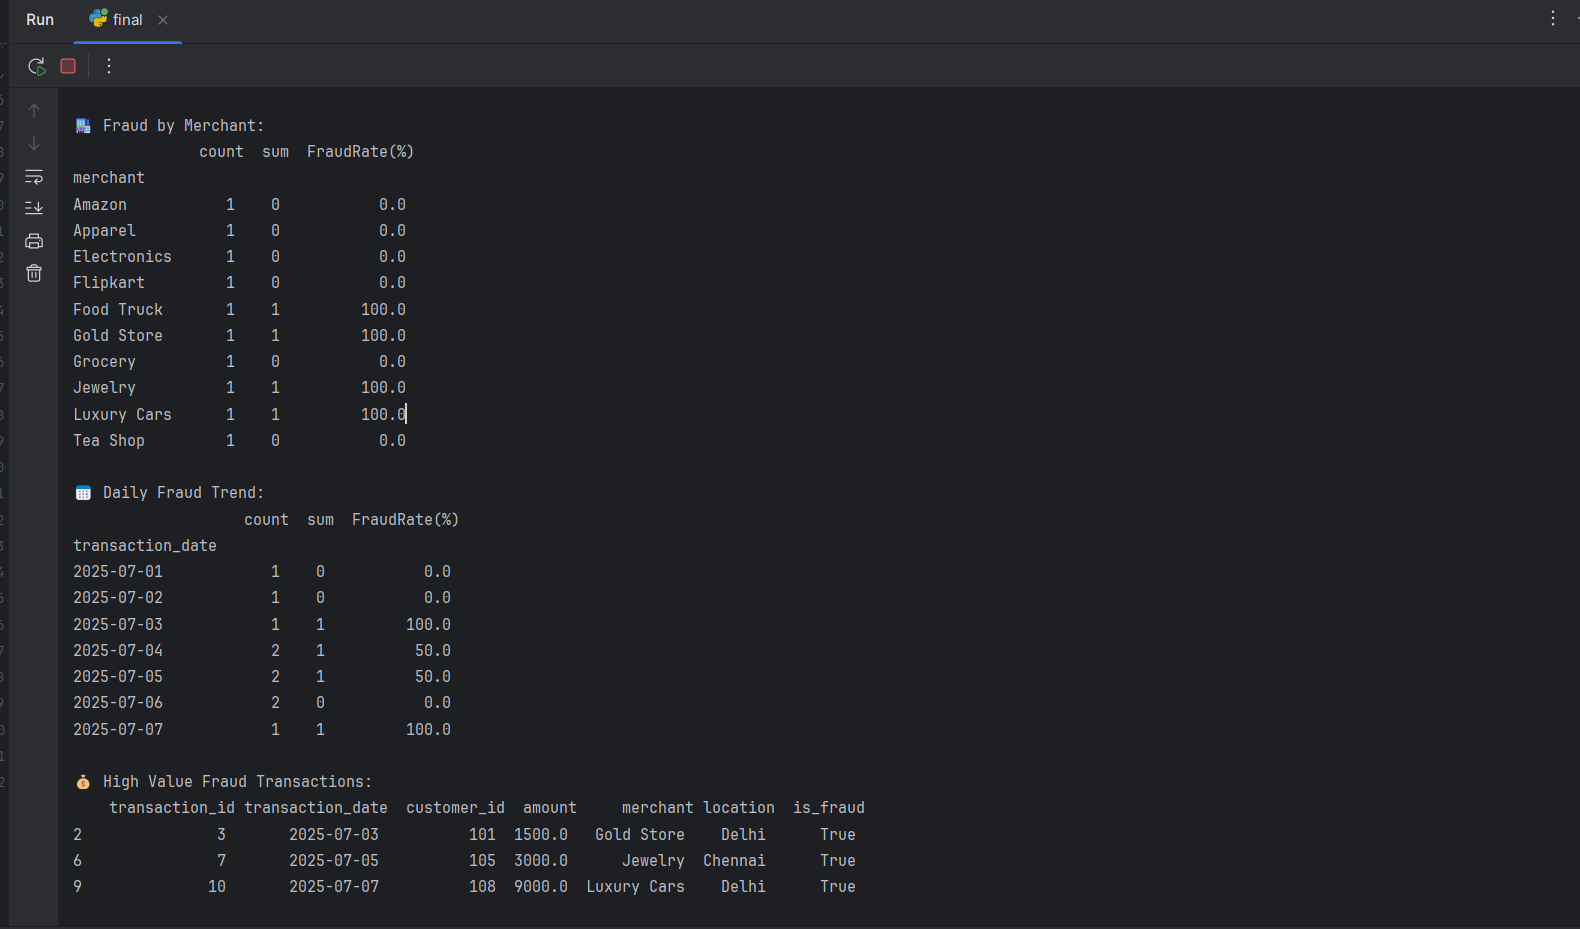 Run final
Fraud by Merchant:
count sum FraudRate(%)
merchant
Amazon 1 0 0.0
Apparel 1 0 0.0
Electronics 1 0 0.0
Flipkart 1 0 0.0
Food Truck 1 1 100.0
Gold Store 1 1 100.0
Grocery 1 0 0.0
Jewelry 1 1 100.0
Luxury Cars 1 1 100.0
Tea Shop 1 0 0.0
Daily Fraud Trend:
count sum FraudRate(%)
transaction_date
2025-07-01 1 0 0.0
2025-07-02 1 0 0.0
2025-07-03 1 1 100.0
2025-07-04 2 1 50.0
2025-07-05 2 1 50.0
2025-07-06 2 0 0.0
2025-07-07 1 1 100.0
High Value Fraud Transactions:
transaction_id transaction_date customer_id amount merchant location is_fraud
2 3 2025-07-03 101 1500.0 Gold Store Delhi True
6 7 2025-07-05 105 3000.0 Jewelry Chennai True
9 10 2025-07-07 108 9000.0 Luxury Cars Delhi True